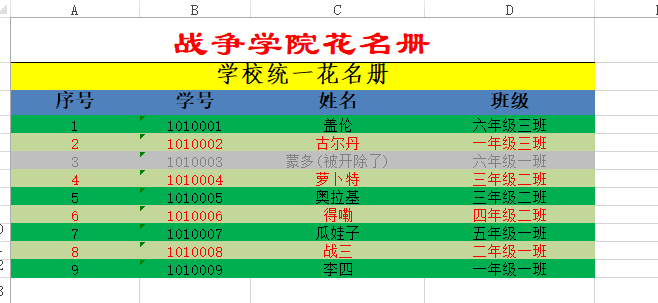 A B C D
战争学院花名册
学校统一花名册
序号 学号 姓名 班级
1 1010001 盖伦 六年级三班
2 1010002 古尔丹 一年级三班
3 1010003 蒙多(被开除了) 六年级一班
4 1010004 萝卜特 三年级二班
5 1010005 奥拉基 三年级二班
6 1010006 得嘞 四年级二班
7 1010007 瓜娃子 五年级一班
8 1010008 战三 二年级一班
9 1010009 李四 一年级一班